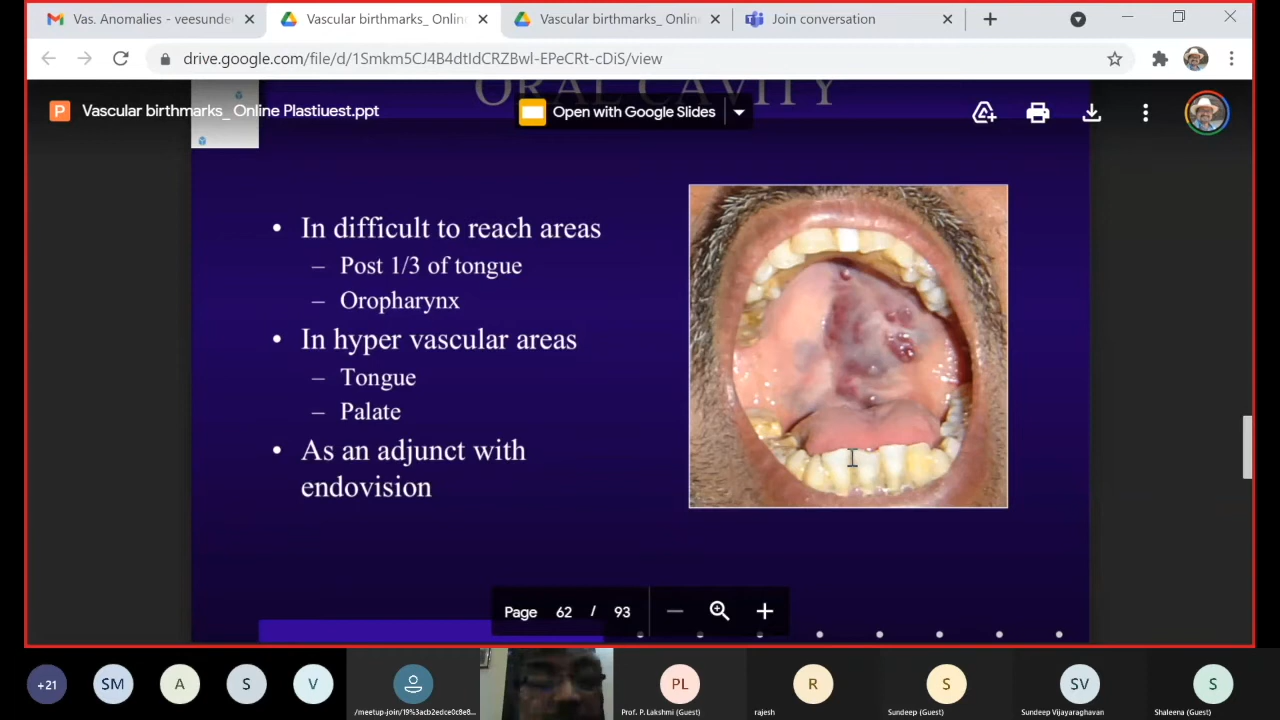 Vas. Anomalies - veesunde
Vascular birthmarks_ Onlin
Vascular birthmarks_ Online
Join conversation
drive.google.com/file/d/1Smkm5CJ4B4dtIdCRZBwl-EPeCRt-cDiS/view
ORAL CAVITY
P
Vascular birthmarks_ Online Plastiuest.ppt
Open with Google Slides
• In difficult to reach areas
– Post 1/3 of tongue
– Oropharynx
• In hyper vascular areas
– Tongue
– Palate
• As an adjunct with
endovision
Page 62 / 93
+21
SM
A
S
V
PL
R
S
SV
S
/meetup-join/19%3acb2edce0c8e8...
Prof. P. Lakshmi (Guest)
rajesh
Sundeep (Guest)
Sundeep Vijayaraghavan
Shaleena (Guest)